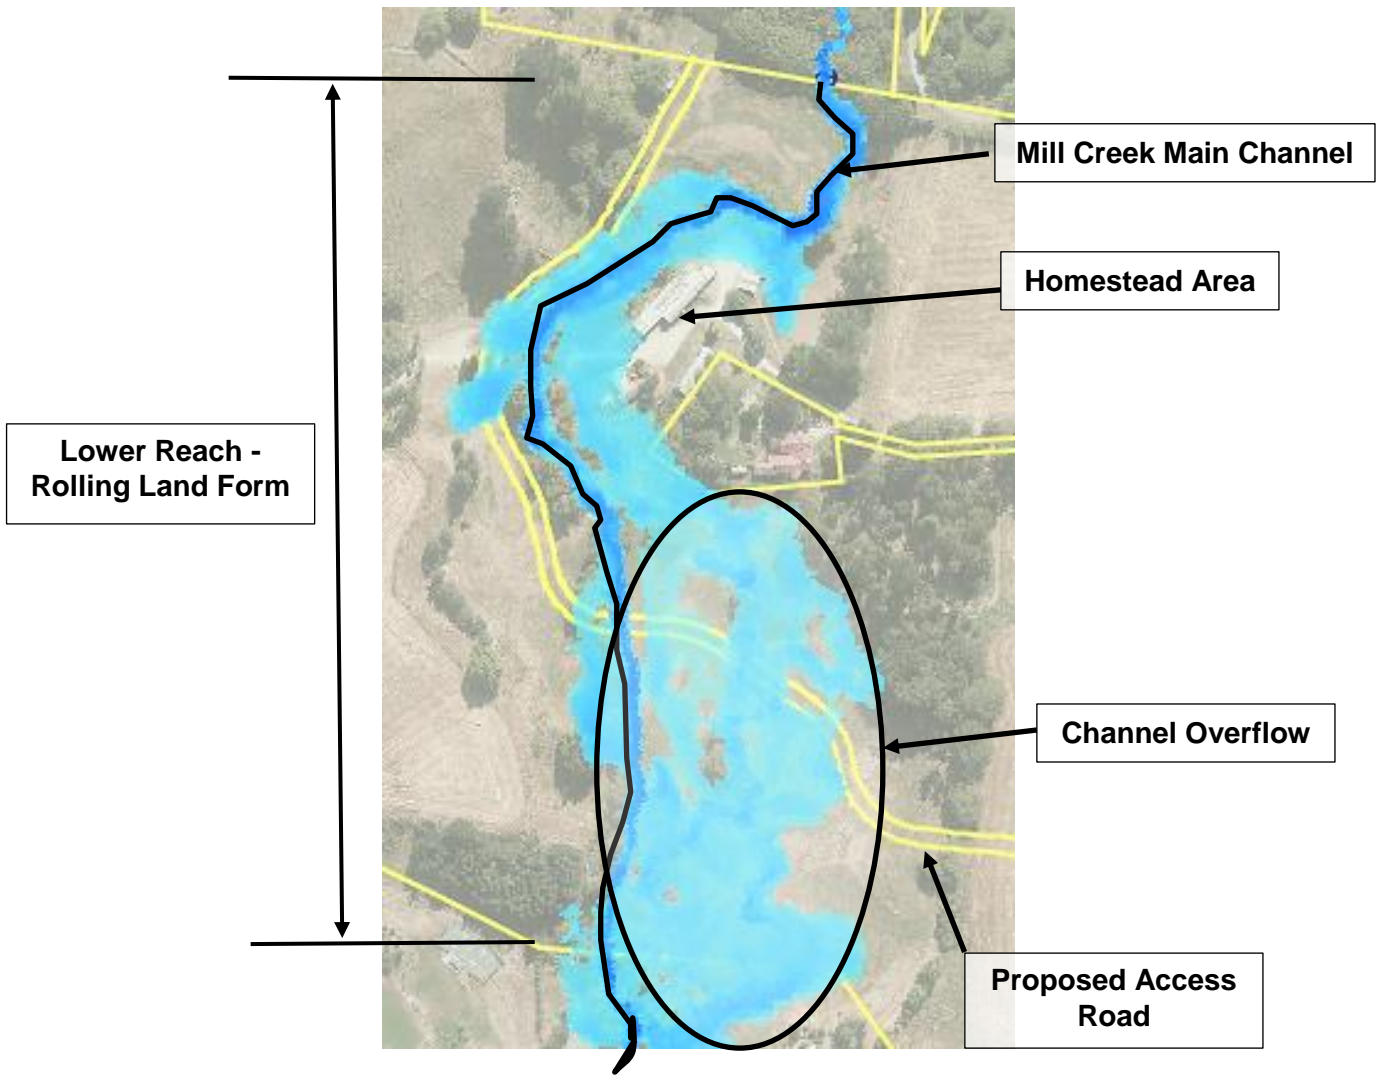 Mill Creek Main Channel
Homestead Area
Lower Reach -
Rolling Land Form
Channel Overflow
Proposed Access
Road